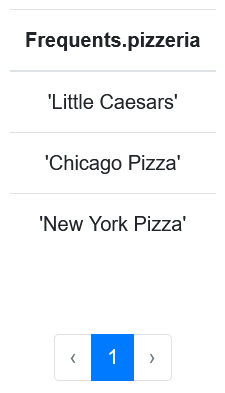 Frequents.pizzeria
'Little Caesars'
'Chicago Pizza'
'New York Pizza'
‹ 1 ›